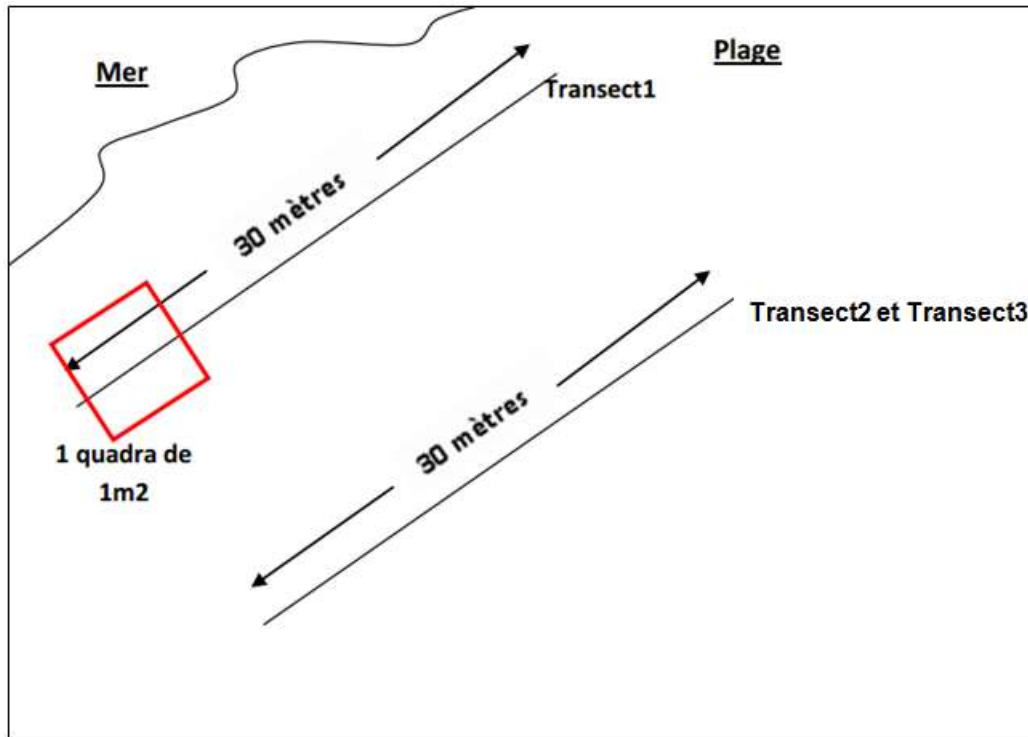 Mer
Plage
Transect1
30 mètres
Transect2 et Transect3
30 mètres
1 quadra de
1m2